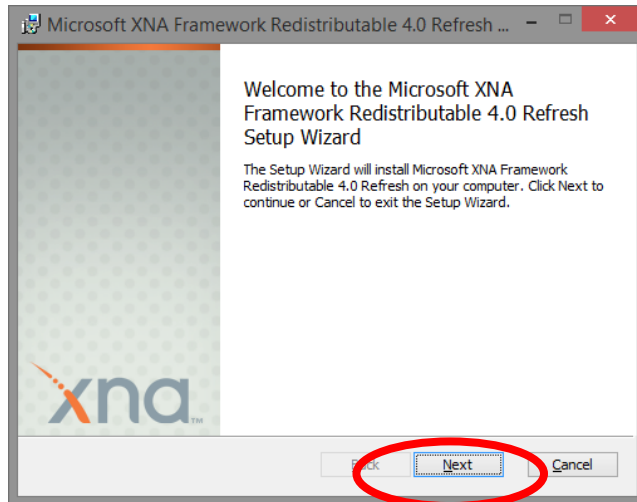 Microsoft XNA Framework Redistributable 4.0 Refresh ...
Welcome to the Microsoft XNA
Framework Redistributable 4.0 Refresh
Setup Wizard
The Setup Wizard will install Microsoft XNA Framework
Redistributable 4.0 Refresh on your computer. Click Next to
continue or Cancel to exit the Setup Wizard.
xna™
Back Next Cancel